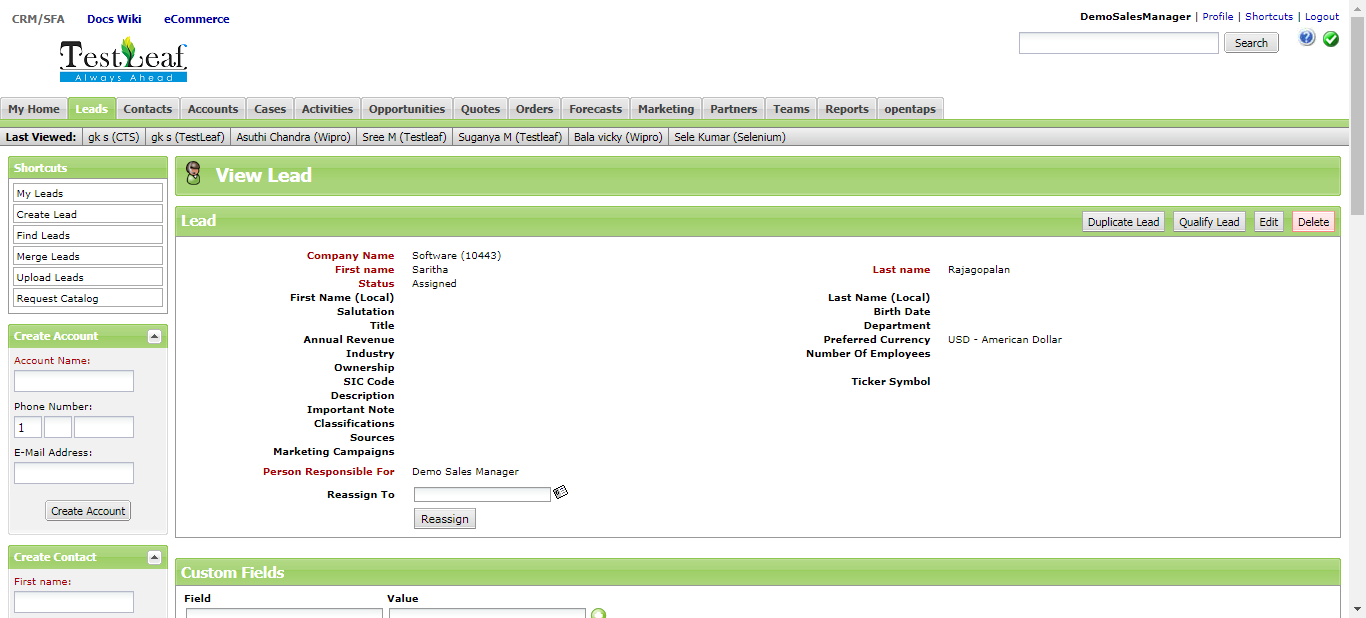 CRM/SFA Docs Wiki eCommerce
DemoSalesManager | Profile | Shortcuts | Logout
TestLeaf
Always Ahead
Search
My Home Leads Contacts Accounts Cases Activities Opportunities Quotes Orders Forecasts Marketing Partners Teams Reports opentaps
Last Viewed: gk s (CTS) gk s (TestLeaf) Asuthi Chandra (Wipro) Sree M (Testleaf) Suganya M (Testleaf) Bala vicky (Wipro) Sele Kumar (Selenium)
Shortcuts
My Leads
Create Lead
Find Leads
Merge Leads
Upload Leads
Request Catalog
Create Account
Account Name:
Phone Number:
1
E-Mail Address:
Create Account
Create Contact
First name:
View Lead
Lead
Duplicate Lead Qualify Lead Edit Delete
Company Name Software (10443)
First name Saritha Last name Rajagopalan
Status Assigned
First Name (Local) Last Name (Local)
Salutation Birth Date
Title Department
Annual Revenue Preferred Currency USD - American Dollar
Industry Number Of Employees
Ownership
SIC Code Ticker Symbol
Description
Important Note
Classifications
Sources
Marketing Campaigns
Person Responsible For Demo Sales Manager
Reassign To
Reassign
Custom Fields
Field Value